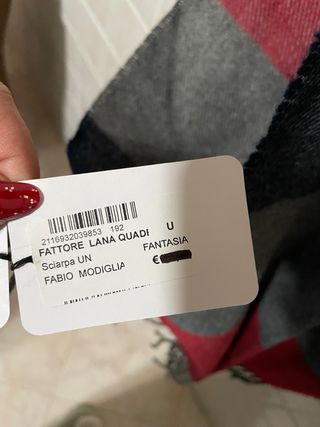 2116932039853 192
FATTORE LANA QUADI U
Sciarpa UN FANTASIA
FABIO MODIGLIA €